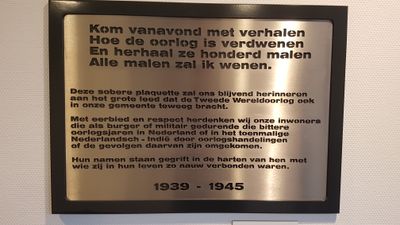 Kom vanavond met verhalen
Hoe de oorlog is verdwenen
En herhaal ze honderd malen
Alle malen zal ik wenen.
Deze sobere plaquette zal ons blijvend herinneren
aan het grote leed dat de Tweede Wereldoorlog ook
in onze gemeente teweeg bracht.
Met eerbied en respect herdenken wij onze inwoners
die als burger of militair gedurende die bittere
oorlogsjaren in Nederland of in het toenmalige
Nederlandsch - Indië door oorlogshandelingen
of de gevolgen daarvan zijn omgekomen.
Hun namen staan gegrift in de harten van hen met
wie zij in hun leven zo nauw verbonden waren.
1939 - 1945